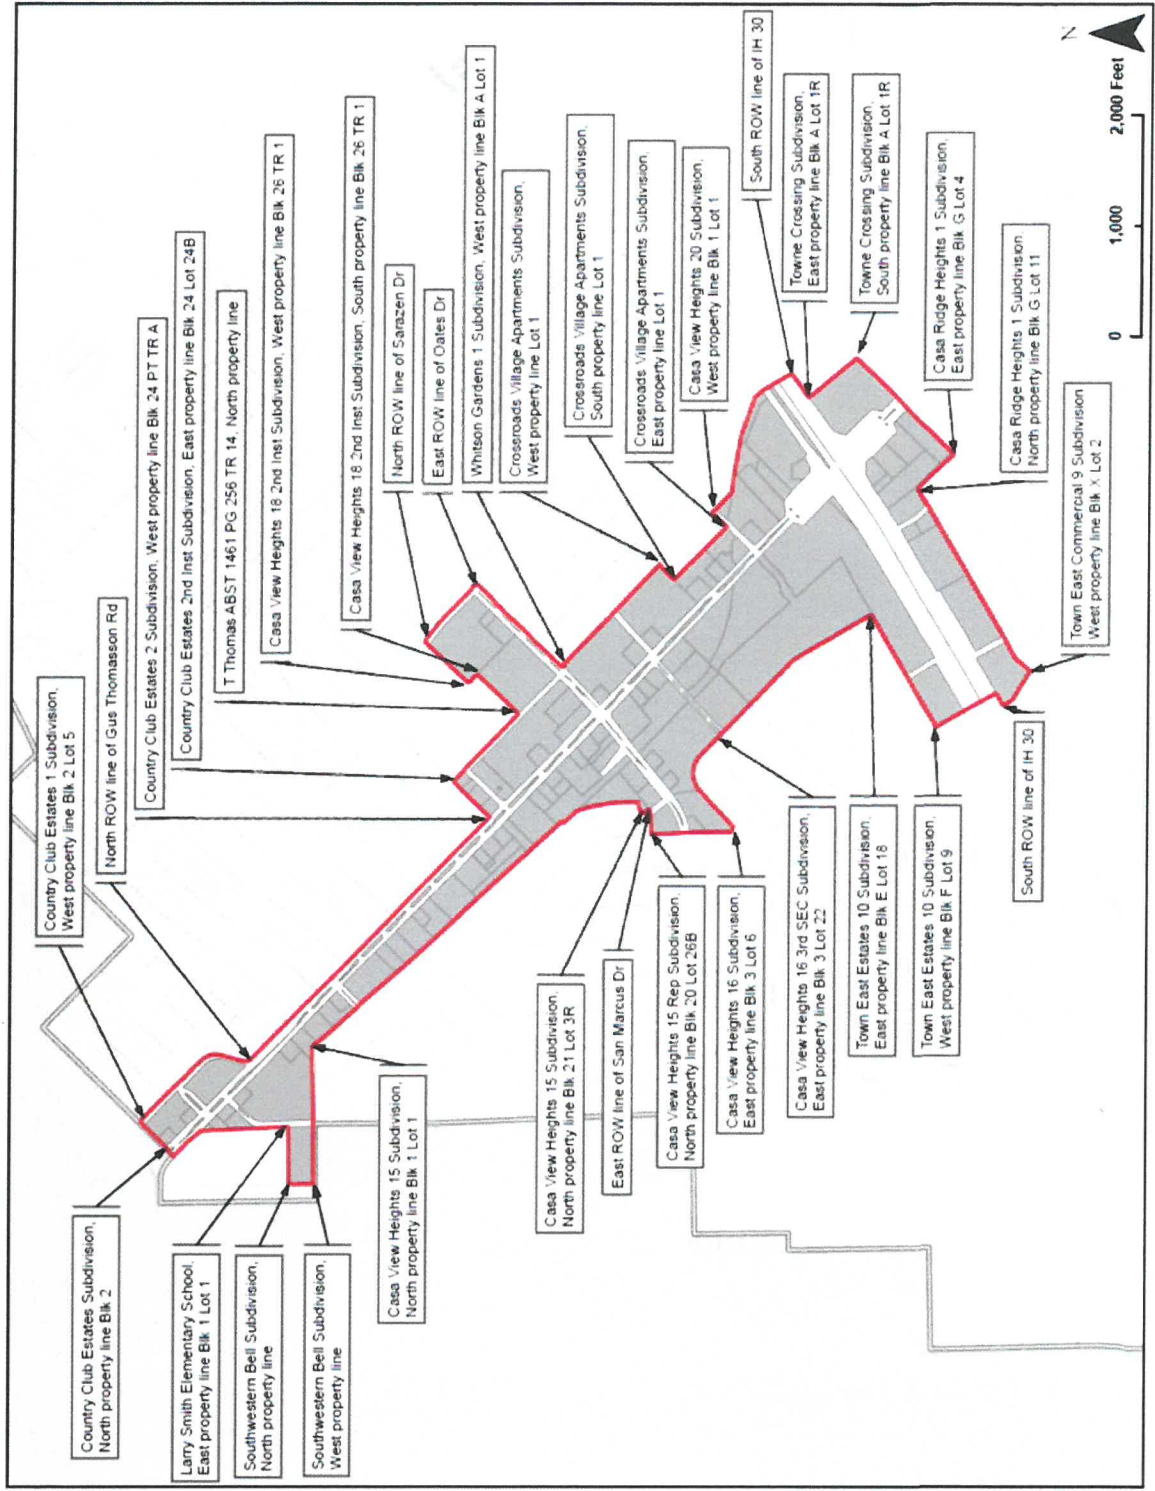 Country Club Estates Subdivision,
North property line Blk 2
Larry Smith Elementary School,
East property line Blk 1 Lot 1
Southwestern Bell Subdivision,
North property line
Southwestern Bell Subdivision,
West property line
Casa View Heights 15 Subdivision,
North property line Blk 1 Lot 1
Country Club Estates 1 Subdivision,
West property line Blk 2 Lot 5
North ROW line of Gus Thomasson Rd
Country Club Estates 2 Subdivision, West property line Blk 24 PT TR A
Country Club Estates 2nd Inst Subdivision, East property line Blk 24 Lot 24B
T Thomas ABST 1461 PG 256 TR 14, North property line
Casa View Heights 18 2nd Inst Subdivision, West property line Blk 26 TR 1
Casa View Heights 18 2nd Inst Subdivision, South property line Blk 26 TR 1
North ROW line of Sarazen Dr
East ROW line of Oates Dr
Whitson Gardens 1 Subdivision, West property line Blk A Lot 1
Crossroads Village Apartments Subdivision,
West property line Lot 1
Crossroads Village Apartments Subdivision,
South property line Lot 1
Crossroads Village Apartments Subdivision,
East property line Lot 1
Casa View Heights 20 Subdivision,
West property line Blk 1 Lot 1
South ROW line of IH 30
Towne Crossing Subdivision,
East property line Blk A Lot 1R
Towne Crossing Subdivision,
South property line Blk A Lot 1R
Casa Ridge Heights 1 Subdivision,
East property line Blk G Lot 4
Casa Ridge Heights 1 Subdivision,
North property line Blk G Lot 11
Town East Commercial 9 Subdivision
West property line Blk X Lot 2
Casa View Heights 15 Subdivision,
North property line Blk 21 Lot 3R
East ROW line of San Marcus Dr
Casa View Heights 15 Rep Subdivision,
North property line Blk 20 Lot 26B
Casa View Heights 16 Subdivision,
East property line Blk 3 Lot 6
Casa View Heights 16 3rd SEC Subdivision,
East property line Blk 3 Lot 22
Town East Estates 10 Subdivision,
East property line Blk E Lot 18
Town East Estates 10 Subdivision,
West property line Blk F Lot 9
South ROW line of IH 30
N
0 1,000 2,000 Feet